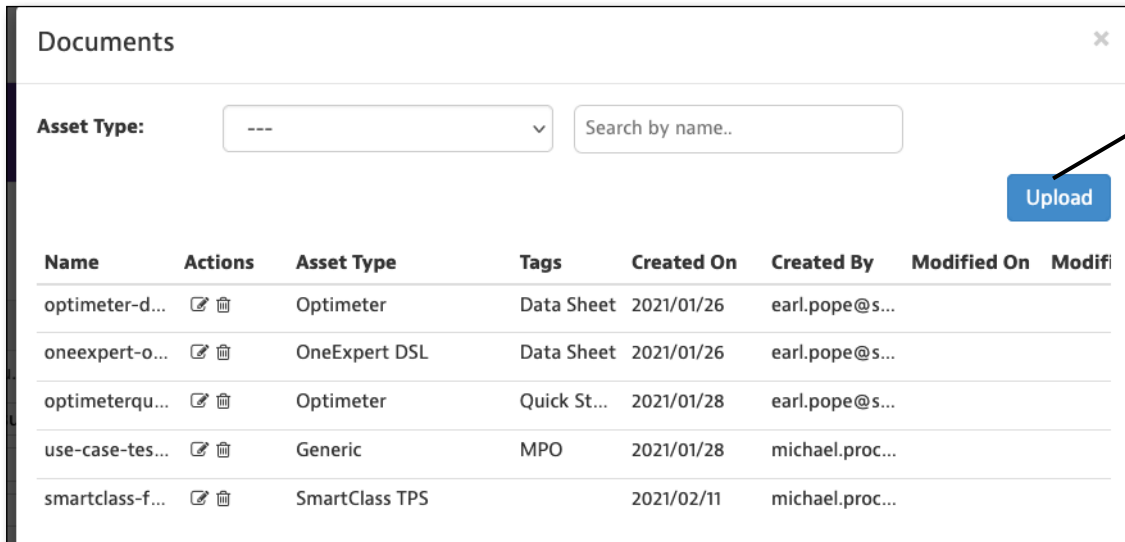 Documents ×
Asset Type: --- Search by name..
Upload
Name Actions Asset Type Tags Created On Created By Modified On Modifi
optimeter-d... Optimeter Data Sheet 2021/01/26 earl.pope@s...
oneexpert-o... OneExpert DSL Data Sheet 2021/01/26 earl.pope@s...
optimeterqu... Optimeter Quick St... 2021/01/28 earl.pope@s...
use-case-tes... Generic MPO 2021/01/28 michael.proc...
smartclass-f... SmartClass TPS 2021/02/11 michael.proc...